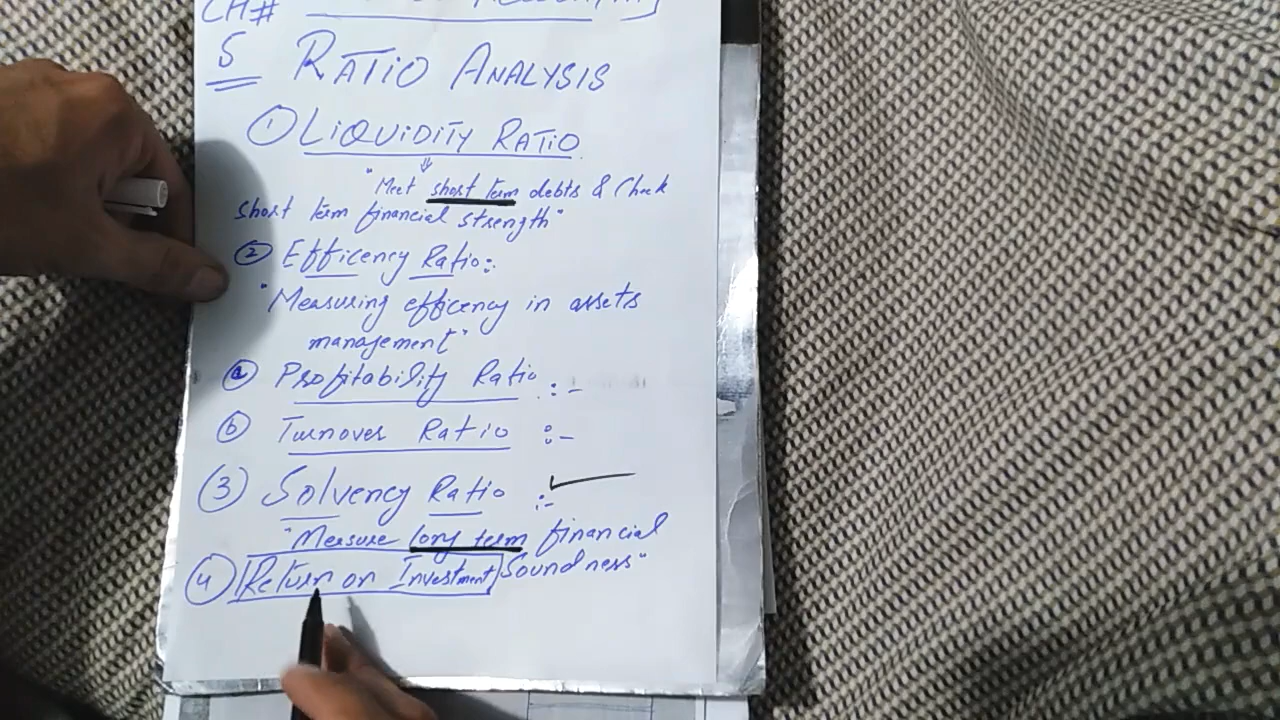 CH#
5 RATIO ANALYSIS
① LIQUIDITY RATIO
"Meet short term debts & Check
short term financial strength"
② Efficency Ratio:
"Measuring efficency in assets
management"
ⓐ Profitability Ratio :-
ⓑ Turnover Ratio :-
③ Solvency Ratio :-
"Measure long term financial
Soundness"
④ Return on Investment